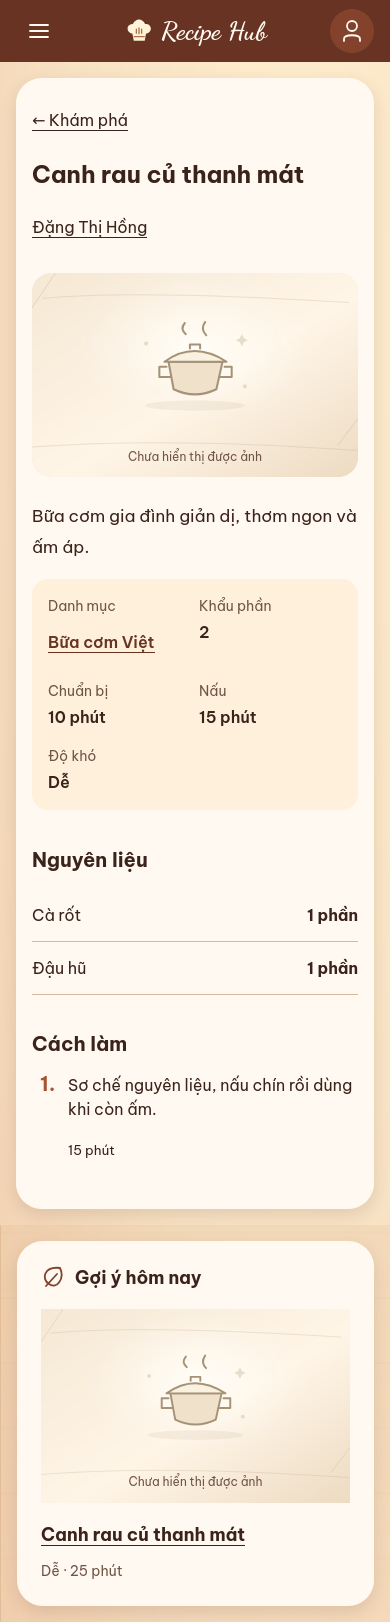 Recipe Hub
← Khám phá
Canh rau củ thanh mát
Đặng Thị Hồng
Chưa hiển thị được ảnh
Bữa cơm gia đình giản dị, thơm ngon và
ấm áp.
Danh mục
Bữa cơm Việt
Khẩu phần
2
Chuẩn bị
10 phút
Nấu
15 phút
Độ khó
Dễ
Nguyên liệu
Cà rốt 1 phần
Đậu hũ 1 phần
Cách làm
1. Sơ chế nguyên liệu, nấu chín rồi dùng
khi còn ấm.
15 phút
Gợi ý hôm nay
Chưa hiển thị được ảnh
Canh rau củ thanh mát
Dễ · 25 phút